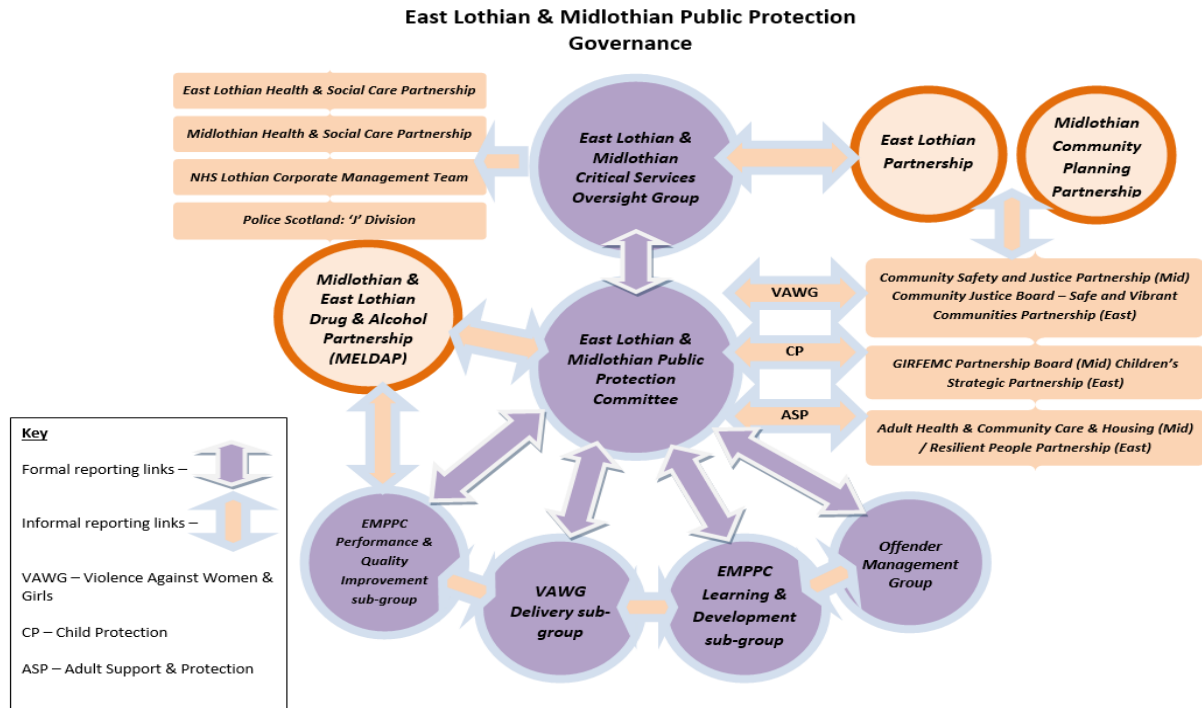 East Lothian & Midlothian Public Protection
Governance
East Lothian Health & Social Care Partnership
Midlothian Health & Social Care Partnership
NHS Lothian Corporate Management Team
Police Scotland: ‘J’ Division
East Lothian &
Midlothian
Critical Services
Oversight Group
East Lothian
Partnership
Midlothian
Community
Planning
Partnership
Midlothian &
East Lothian
Drug & Alcohol
Partnership
(MELDAP)
East Lothian &
Midlothian Public
Protection
Committee
VAWG
CP
ASP
Community Safety and Justice Partnership (Mid)
Community Justice Board – Safe and Vibrant
Communities Partnership (East)
GIRFEMC Partnership Board (Mid) Children’s
Strategic Partnership (East)
Adult Health & Community Care & Housing (Mid)
/ Resilient People Partnership (East)
Key
Formal reporting links –
Informal reporting links –
VAWG – Violence Against Women &
Girls
CP – Child Protection
ASP – Adult Support & Protection
EMPPC
Performance &
Quality
Improvement
sub-group
VAWG
Delivery sub-
group
EMPPC
Learning &
Development
sub-group
Offender
Management
Group